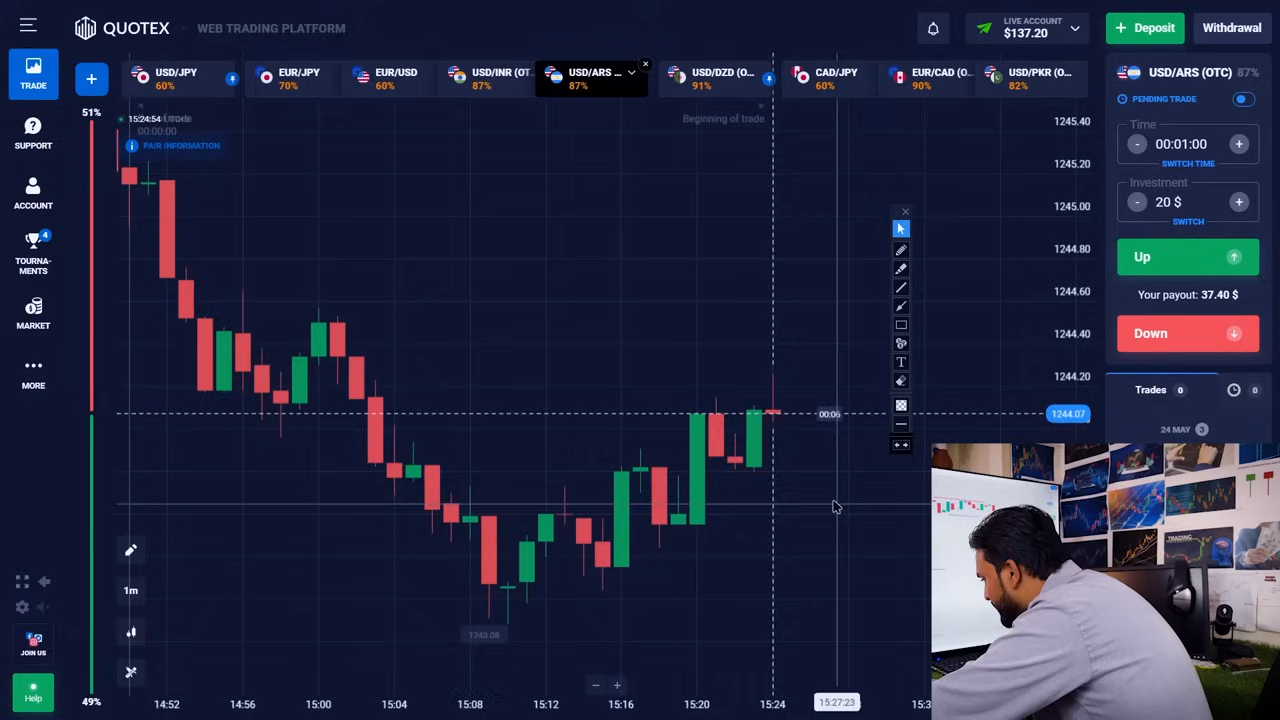 QUOTEX
WEB TRADING PLATFORM
LIVE ACCOUNT
$137.20
+ Deposit
Withdrawal
TRADE
SUPPORT
ACCOUNT
4
TOURNA-
MENTS
MARKET
MORE
JOIN US
Help
+
USD/JPY
60%
EUR/JPY
70%
EUR/USD
60%
USD/INR (OT...
87%
USD/ARS ...
87%
USD/DZD (O...
91%
CAD/JPY
60%
EUR/CAD (O...
90%
USD/PKR (O...
82%
51%
49%
15:24:54
00:00:00
PAIR INFORMATION
Beginning of trade
1245.40
1245.20
1245.00
1244.80
1244.60
1244.40
1244.20
1244.07
00:06
1243.08
1m
T
- +
14:52
14:56
15:00
15:04
15:08
15:12
15:16
15:20
15:24
15:27:23
USD/ARS (OTC) 87%
PENDING TRADE
Time
- 00:01:00 +
SWITCH TIME
Investment
- 20 $ +
SWITCH
Up
Your payout: 37.40 $
Down
Trades 0
0
24 MAY 3
TRADING